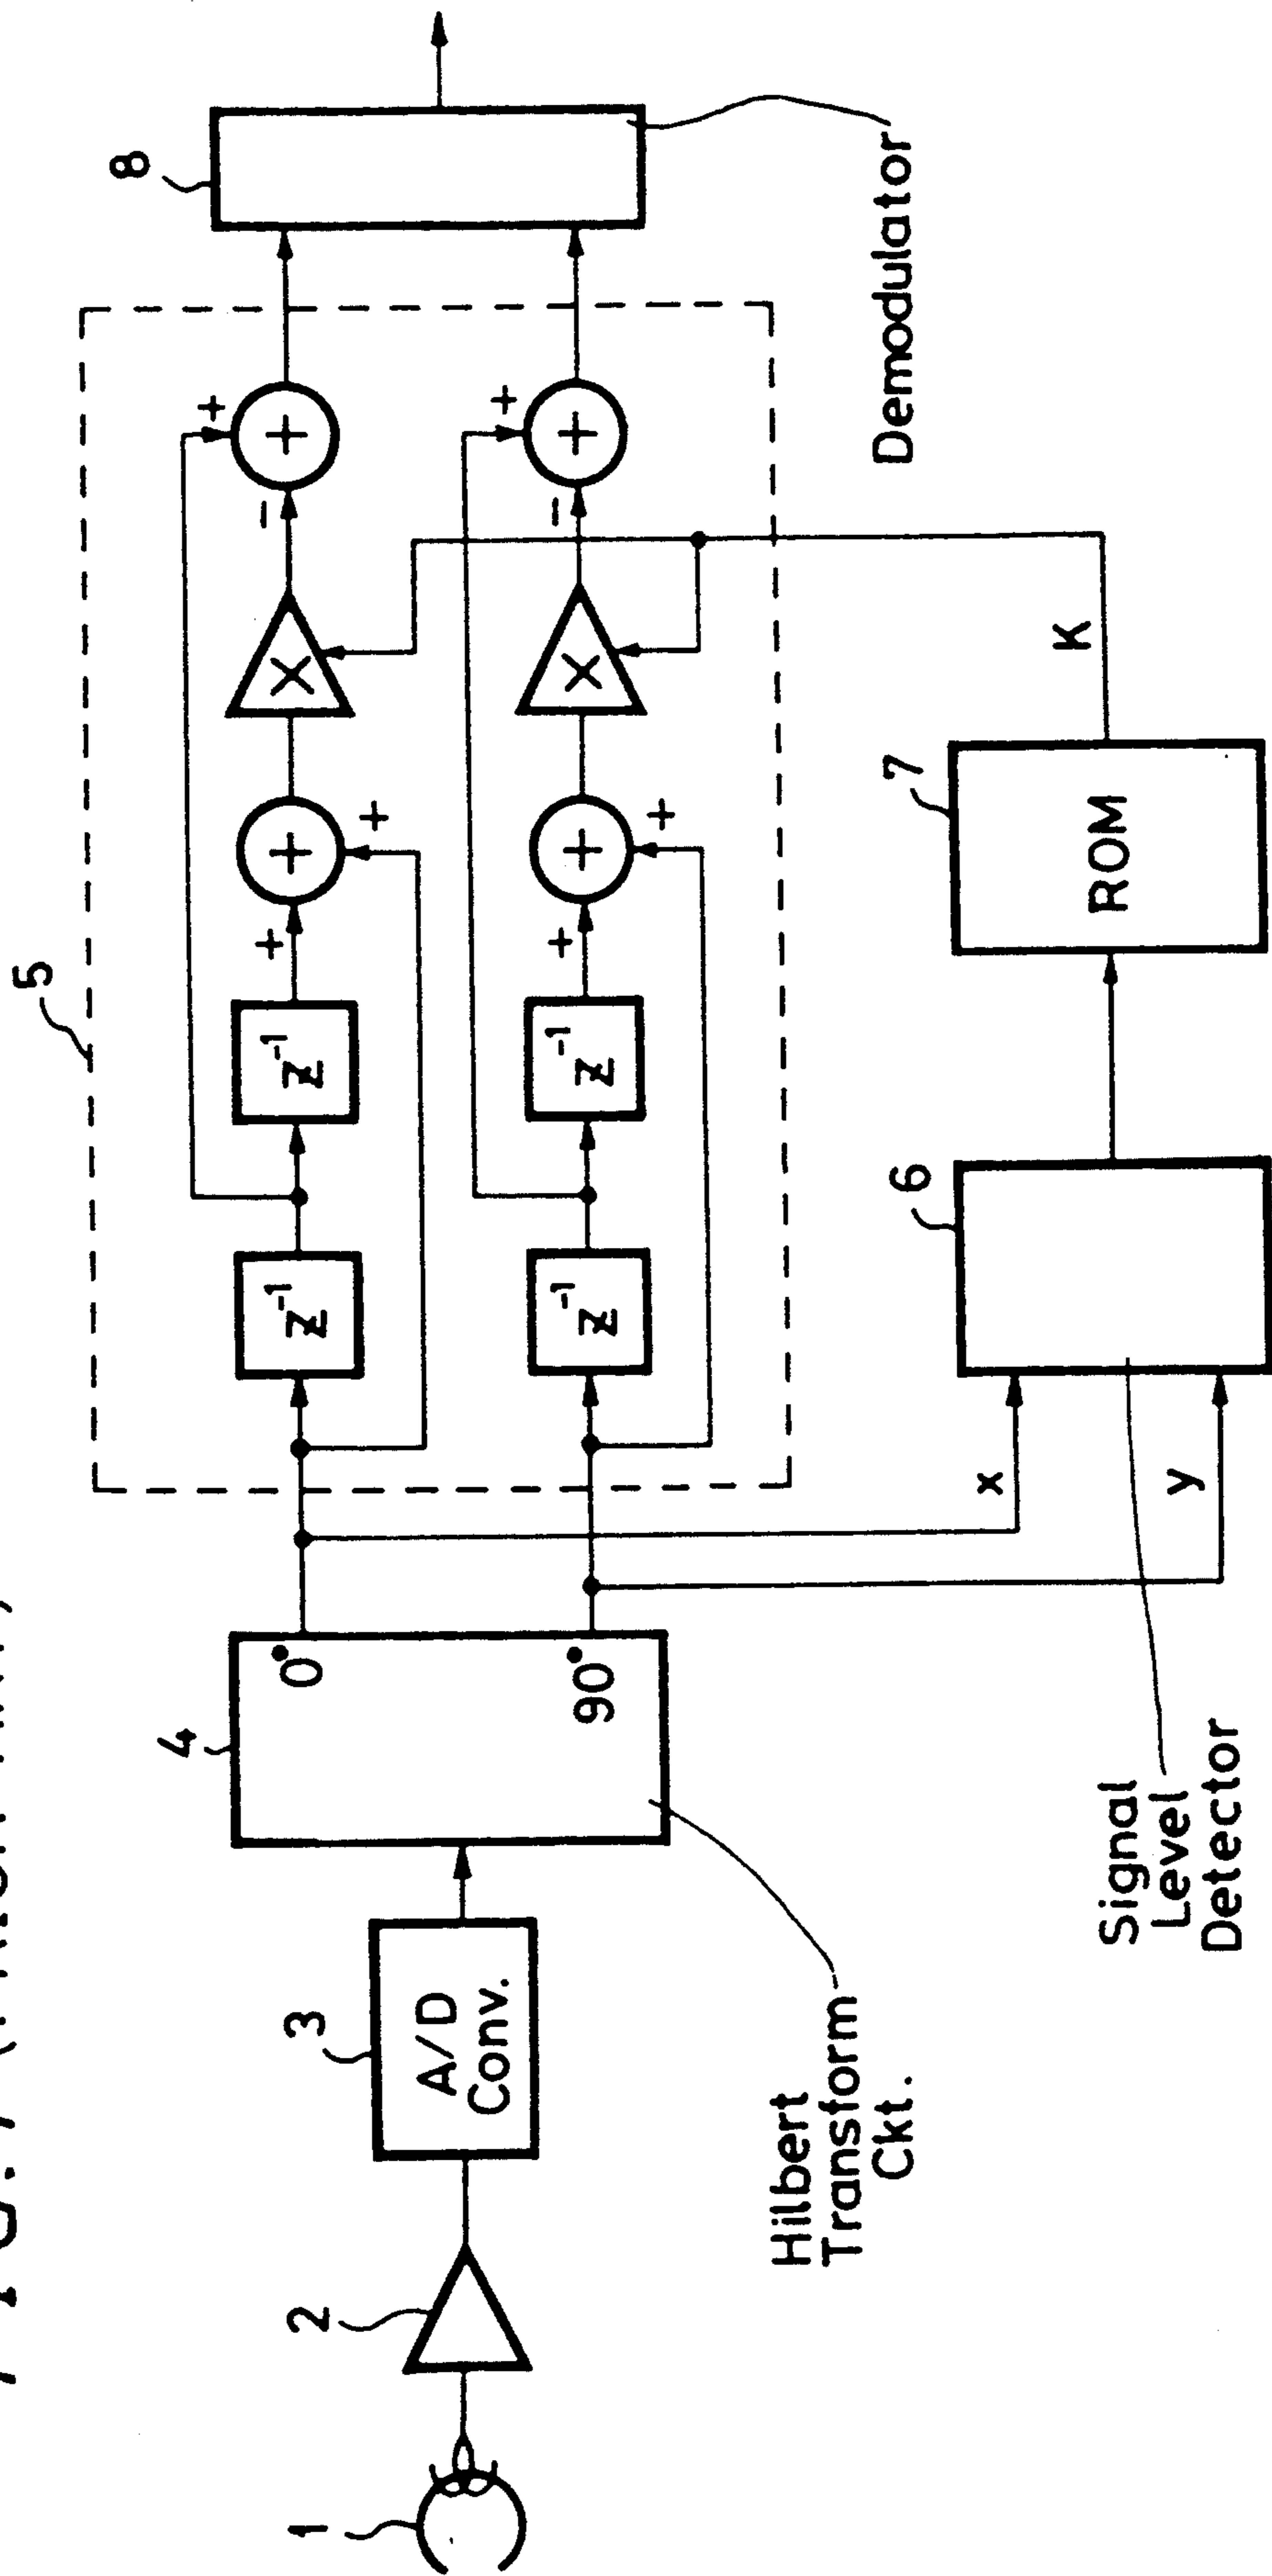 5
8
z⁻¹
z⁻¹
+
+
+
X
−
+
+
z⁻¹
z⁻¹
+
+
+
X
−
+
+
4
0°
90°
3
A/D
Conv.
2
1
Hilbert
Transform
Ckt.
x
y
6
Signal
Level
Detector
7
ROM
K
Demodulator